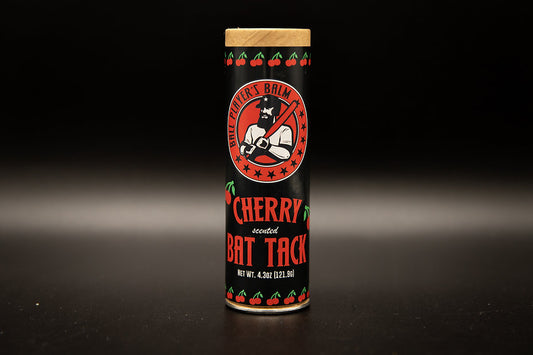 BALL PLAYER'S BALM
CHERRY
scented
BAT TACK
NET WT. 4.3oz (121.9g)